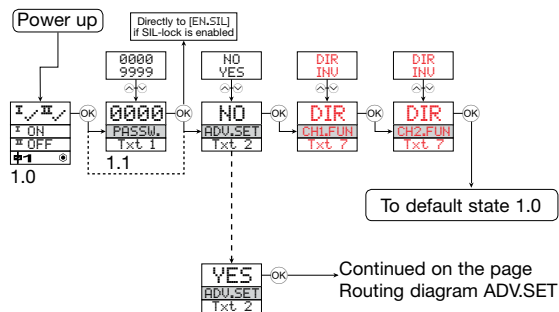 Power up
Directly to [EN.SIL]
if SIL-lock is enabled
0000
9999
NO
YES
DIR
INV
DIR
INV
I II
I ON
II OFF
1
1.0
OK
0000
PASSW.
Txt 1
1.1
OK
NO
ADV.SET
Txt 2
OK
DIR
CH1.FUN
Txt 7
OK
DIR
CH2.FUN
Txt 7
OK
To default state 1.0
YES
ADV.SET
Txt 2
OK
Continued on the page
Routing diagram ADV.SET